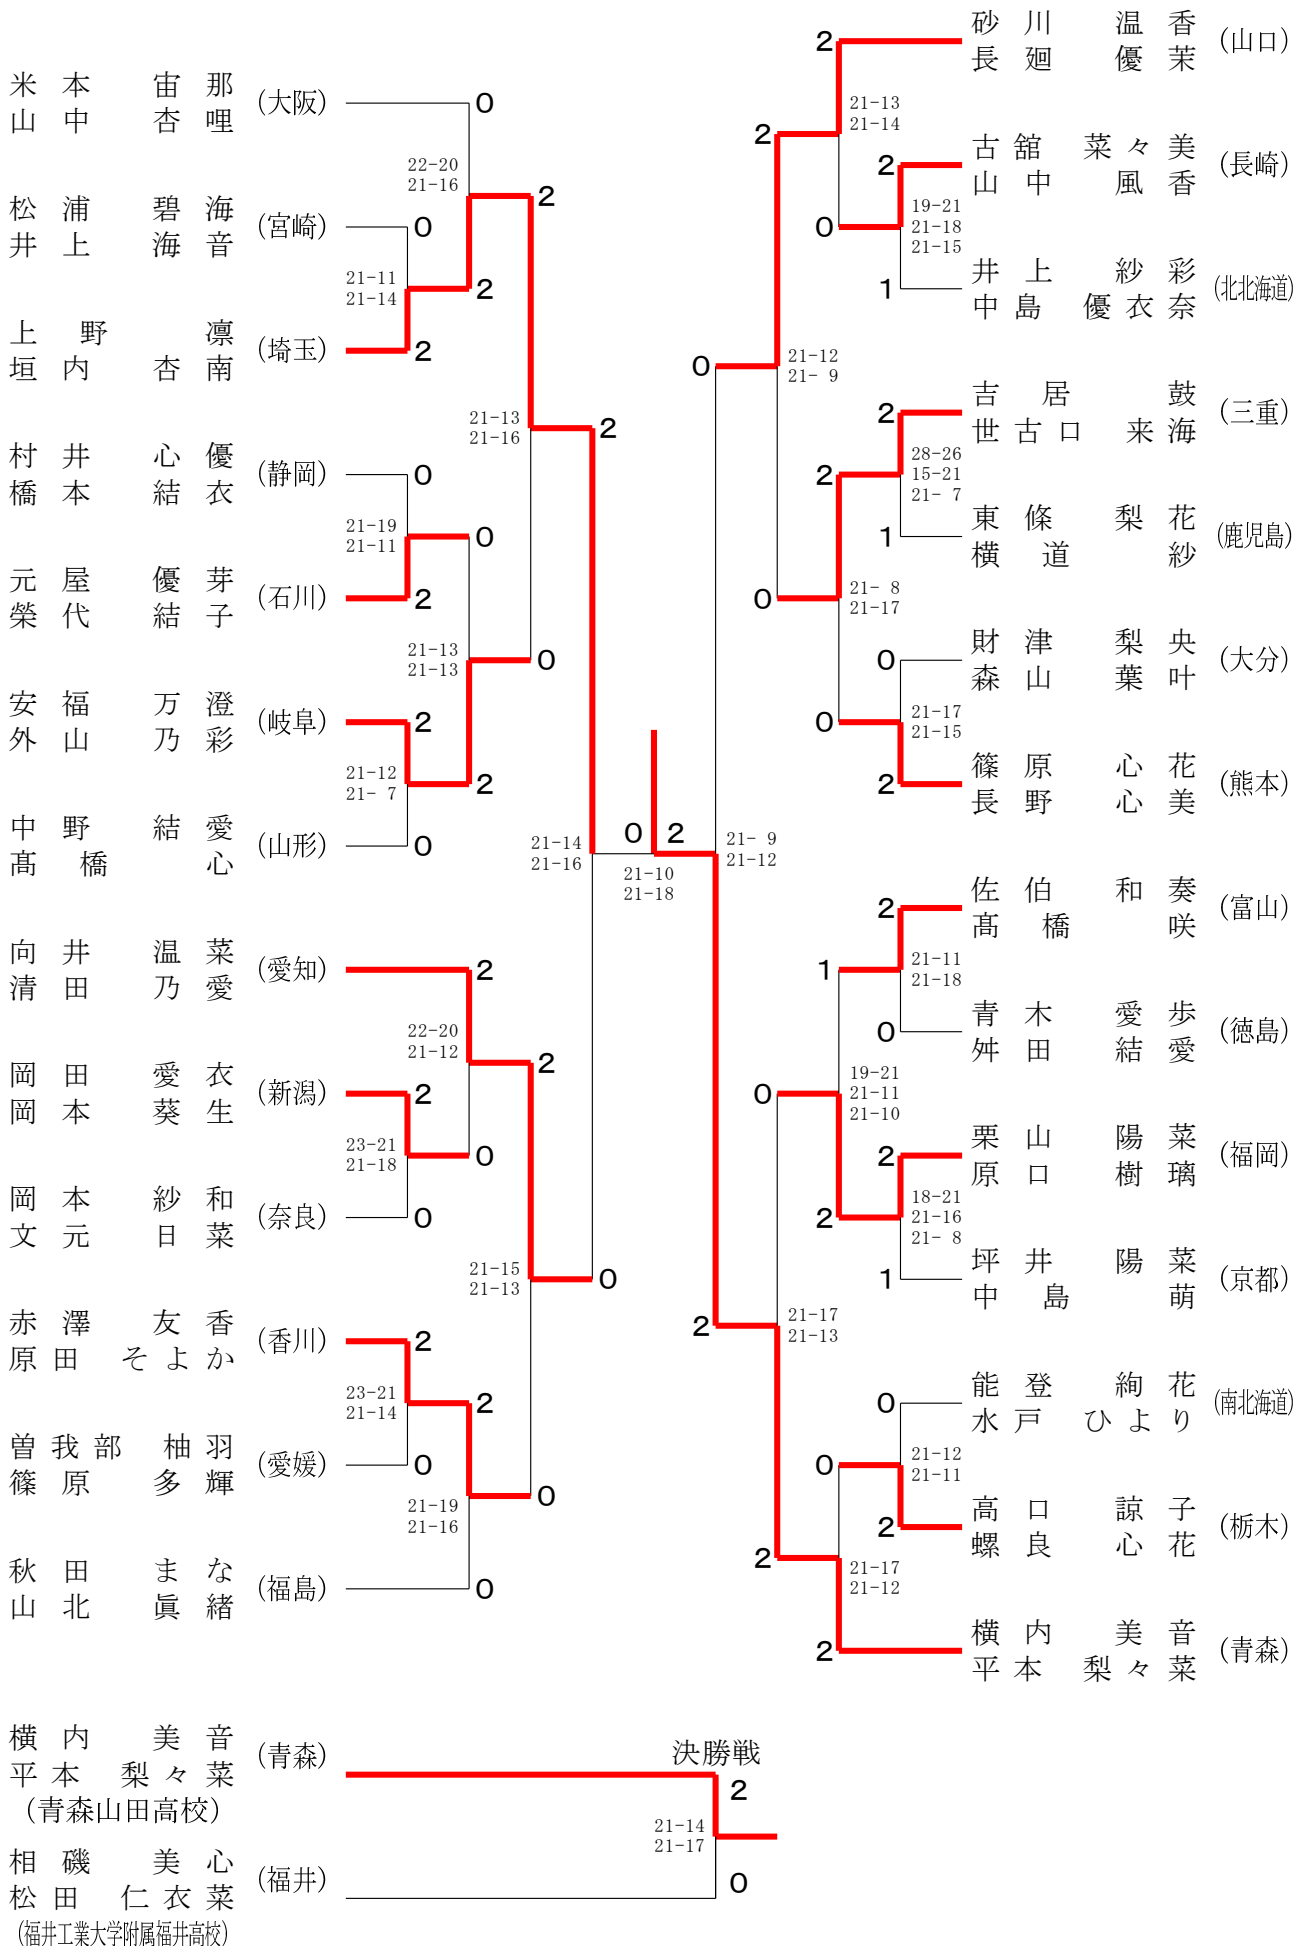 米本 宙那
山中 杏哩
(大阪)
0
22-20
21-16
2
松浦 碧海
井上 海音
(宮崎)
0
21-11
21-14
2
上野 凛
垣内 杏南
(埼玉)
2
21-13
21-16
2
村井 心優
橋本 結衣
(静岡)
0
21-19
21-11
0
元屋 優芽
榮代 結子
(石川)
2
21-13
21-13
0
安福 万澄
外山 乃彩
(岐阜)
2
21-12
21- 7
2
中野 結愛
髙橋 心
(山形)
0
21-14
21-16
0
2
21-10
21-18
向井 温菜
清田 乃愛
(愛知)
2
22-20
21-12
2
岡田 愛衣
岡本 葵生
(新潟)
2
23-21
21-18
0
岡本 紗和
文元 日菜
(奈良)
0
21-15
21-13
0
赤澤 友香
原田 そよか
(香川)
2
23-21
21-14
2
曽我部 柚羽
篠原 多輝
(愛媛)
0
21-19
21-16
0
秋田 まな
山北 眞緒
(福島)
0
2
砂川 温香
長廻 優茉
(山口)
21-13
21-14
2
2
古舘 菜々美
山中 風香
(長崎)
0
19-21
21-18
21-15
1
井上 紗彩
中島 優衣奈
(北北海道)
0
21-12
21- 9
2
吉居 鼓
世古口 来海
(三重)
2
28-26
15-21
21- 7
1
東條 梨花
横道 紗
(鹿児島)
0
21- 8
21-17
0
財津 梨央
森山 葉叶
(大分)
0
21-17
21-15
2
篠原 心花
長野 心美
(熊本)
21- 9
21-12
2
佐伯 和奏
髙橋 咲
(富山)
1
21-11
21-18
0
青木 愛歩
舛田 結愛
(徳島)
0
19-21
21-11
21-10
2
栗山 陽菜
原口 樹璃
(福岡)
2
18-21
21-16
21- 8
1
坪井 陽菜
中島 萌
(京都)
2
21-17
21-13
0
能登 絢花
水戸 ひより
(南北海道)
0
21-12
21-11
2
高口 諒子
螺良 心花
(栃木)
2
21-17
21-12
2
横内 美音
平本 梨々菜
(青森)
横内 美音
平本 梨々菜
(青森)
(青森山田高校)
決勝戦
2
21-14
21-17
0
相磯 美心
松田 仁衣菜
(福井)
(福井工業大学附属福井高校)